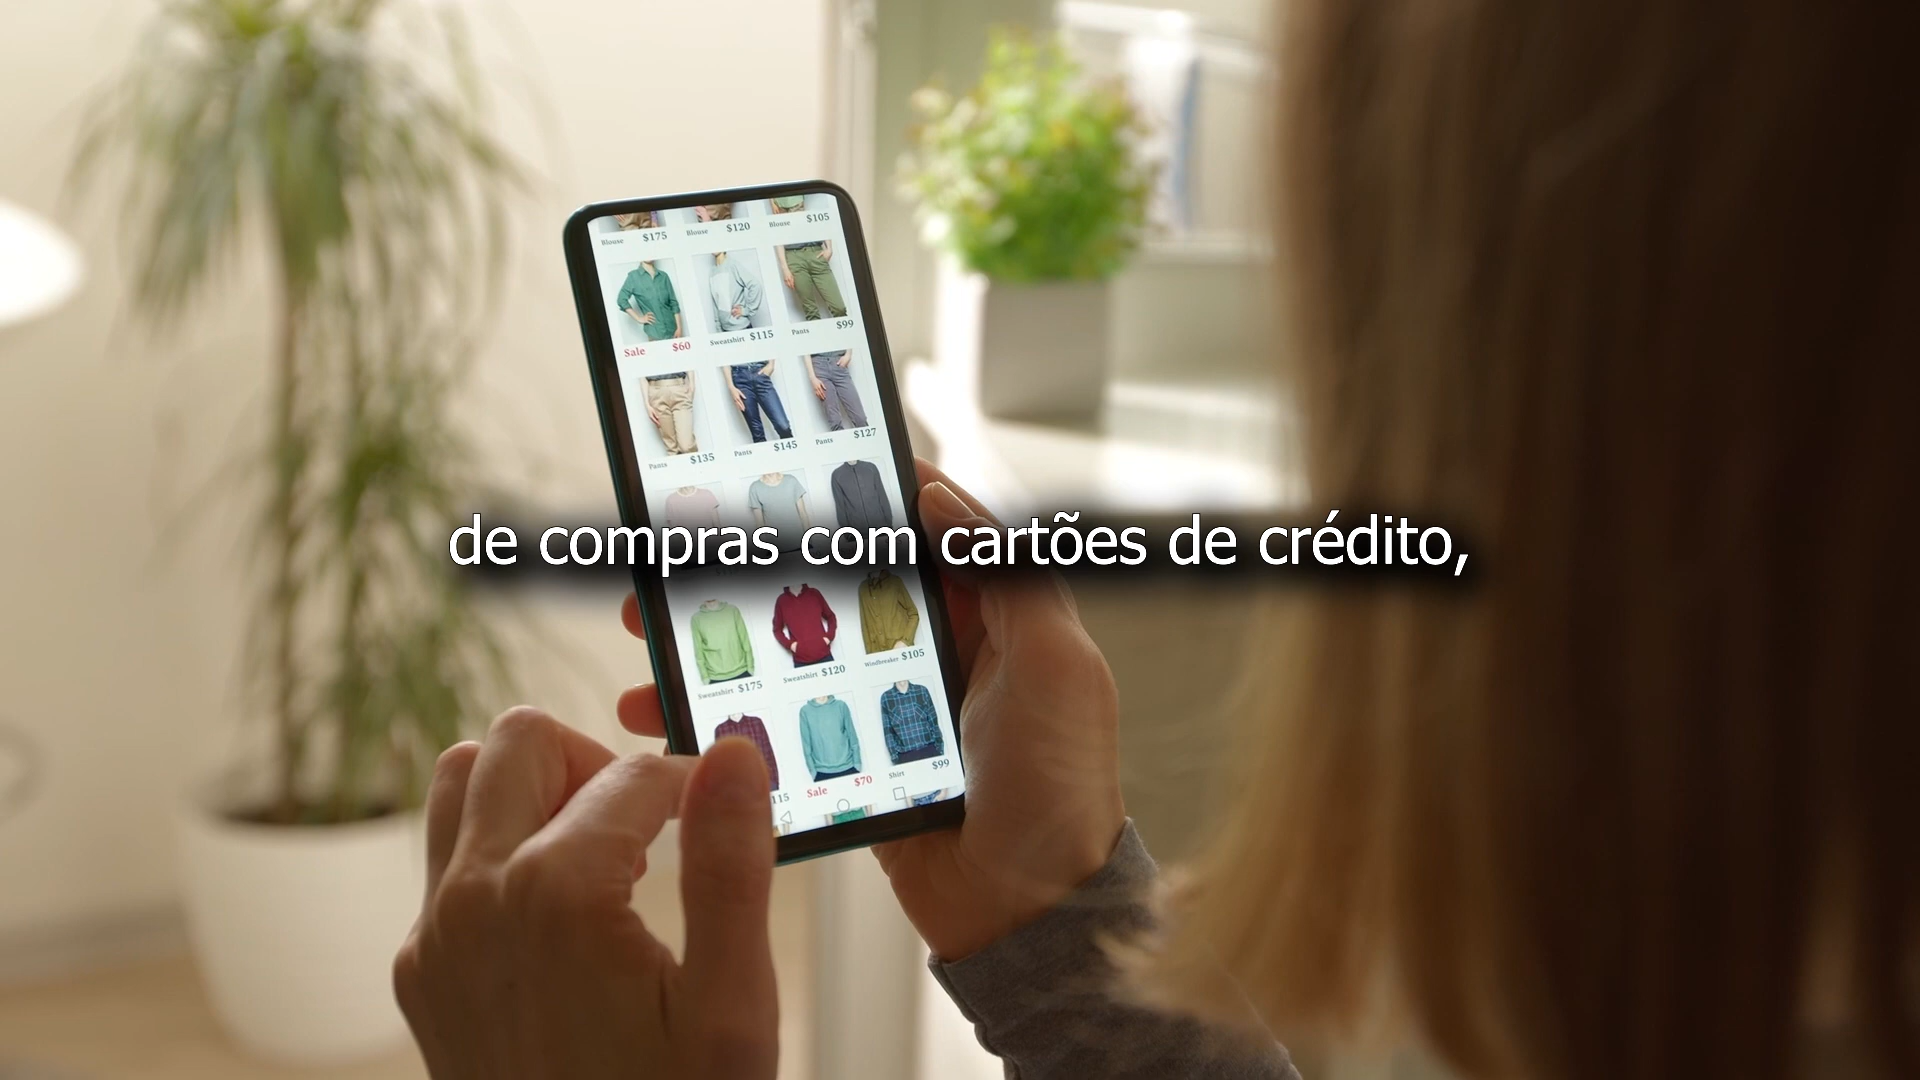 Blouse $175 Blouse $120 Blouse $105
Sale $60 Sweatshirt $115 Pants $99
Pants $135 Pants $145 Pants $127
de compras com cartões de crédito,
Sweatshirt $175 Sweatshirt $120 Windbreaker $105
115 Sale $70 Shirt $99